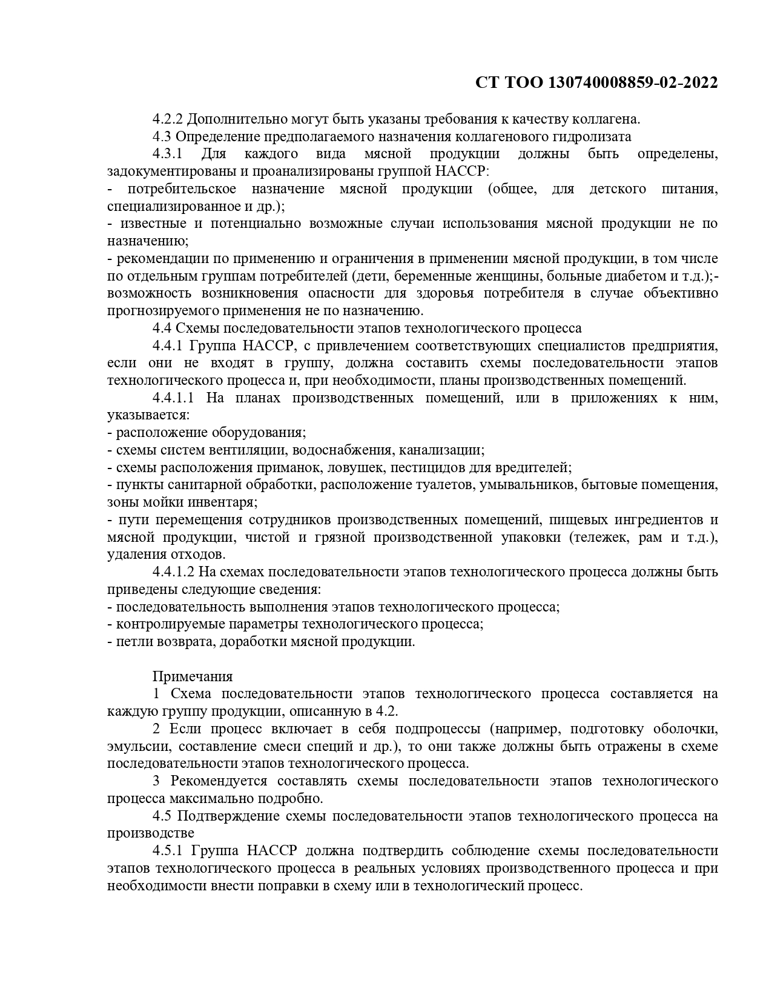 СТ ТОО 130740008859-02-2022
4.2.2 Дополнительно могут быть указаны требования к качеству коллагена.
4.3 Определение предполагаемого назначения коллагенового гидролизата
4.3.1 Для каждого вида мясной продукции должны быть определены,
задокументированы и проанализированы группой НАССР:
- потребительское назначение мясной продукции (общее, для детского питания,
специализированное и др.);
- известные и потенциально возможные случаи использования мясной продукции не по
назначению;
- рекомендации по применению и ограничения в применении мясной продукции, в том числе
по отдельным группам потребителей (дети, беременные женщины, больные диабетом и т.д.);-
возможность возникновения опасности для здоровья потребителя в случае объективно
прогнозируемого применения не по назначению.
4.4 Схемы последовательности этапов технологического процесса
4.4.1 Группа НАССР, с привлечением соответствующих специалистов предприятия,
если они не входят в группу, должна составить схемы последовательности этапов
технологического процесса и, при необходимости, планы производственных помещений.
4.4.1.1 На планах производственных помещений, или в приложениях к ним,
указывается:
- расположение оборудования;
- схемы систем вентиляции, водоснабжения, канализации;
- схемы расположения приманок, ловушек, пестицидов для вредителей;
- пункты санитарной обработки, расположение туалетов, умывальников, бытовые помещения,
зоны мойки инвентаря;
- пути перемещения сотрудников производственных помещений, пищевых ингредиентов и
мясной продукции, чистой и грязной производственной упаковки (тележек, рам и т.д.),
удаления отходов.
4.4.1.2 На схемах последовательности этапов технологического процесса должны быть
приведены следующие сведения:
- последовательность выполнения этапов технологического процесса;
- контролируемые параметры технологического процесса;
- петли возврата, доработки мясной продукции.
Примечания
1 Схема последовательности этапов технологического процесса составляется на
каждую группу продукции, описанную в 4.2.
2 Если процесс включает в себя подпроцессы (например, подготовку оболочки,
эмульсии, составление смеси специй и др.), то они также должны быть отражены в схеме
последовательности этапов технологического процесса.
3 Рекомендуется составлять схемы последовательности этапов технологического
процесса максимально подробно.
4.5 Подтверждение схемы последовательности этапов технологического процесса на
производстве
4.5.1 Группа НАССР должна подтвердить соблюдение схемы последовательности
этапов технологического процесса в реальных условиях производственного процесса и при
необходимости внести поправки в схему или в технологический процесс.